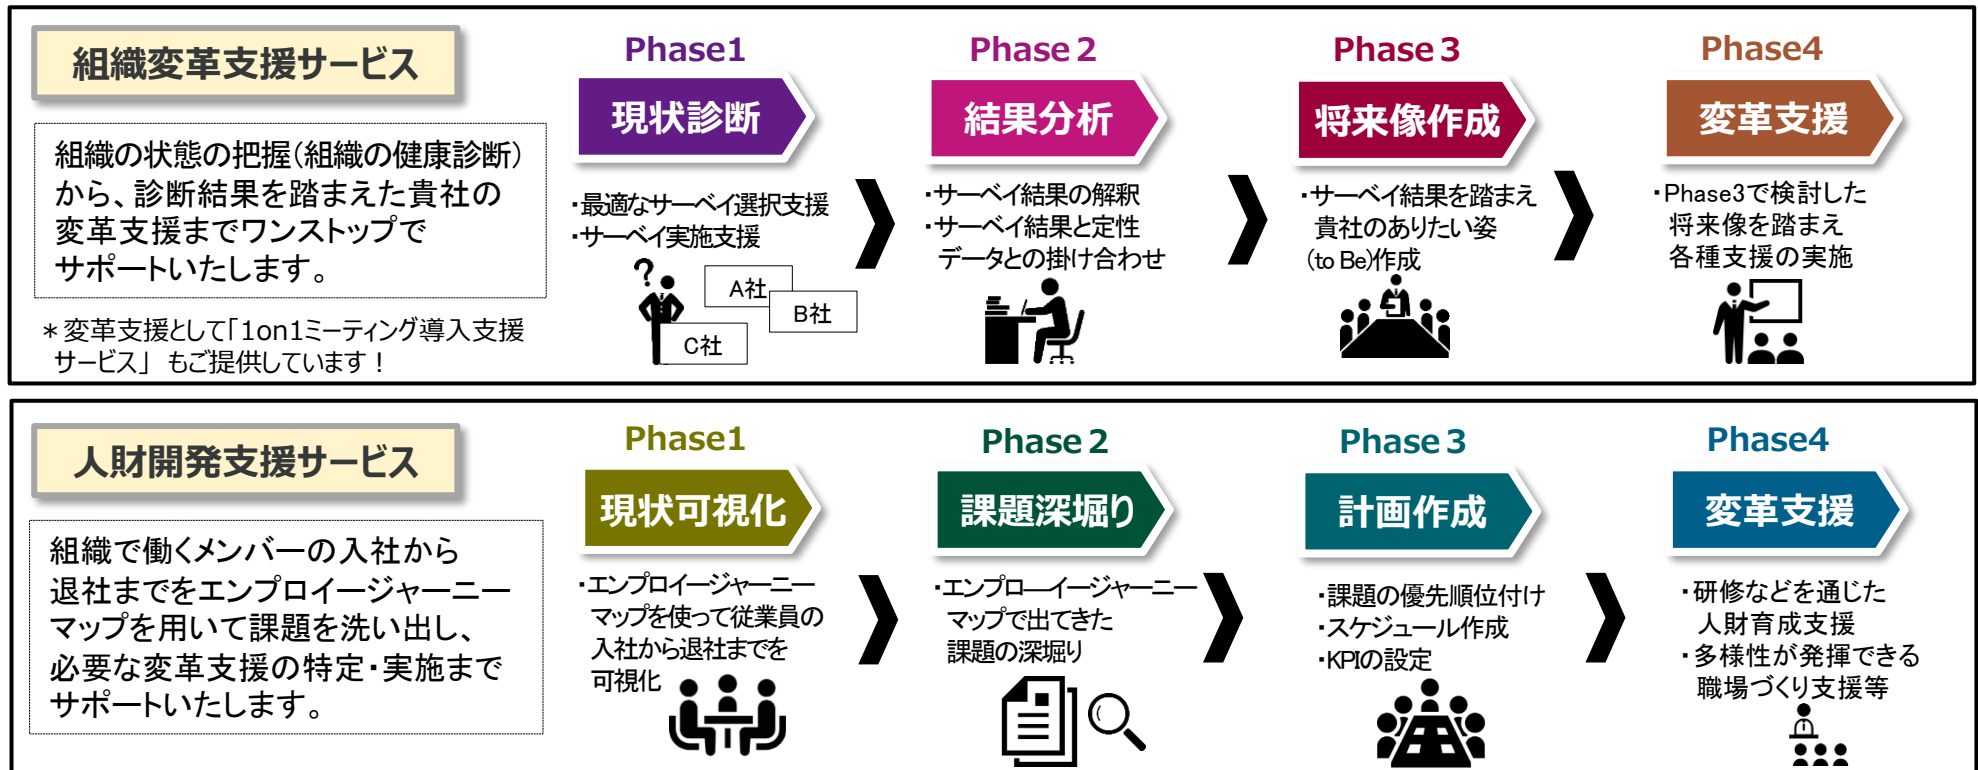 組織変革支援サービス
組織の状態の把握(組織の健康診断)
から、診断結果を踏まえた貴社の
変革支援までワンストップで
サポートいたします。
＊変革支援として｢1on1ミーティング導入支援
サービス｣ もご提供しています！
Phase1
現状診断
・最適なサーベイ選択支援
・サーベイ実施支援
?
A社
B社
C社
Phase２
結果分析
・サーベイ結果の解釈
・サーベイ結果と定性
データとの掛け合わせ
Phase３
将来像作成
・サーベイ結果を踏まえ
貴社のありたい姿
(to Be)作成
Phase4
変革支援
・Phase3で検討した
将来像を踏まえ
各種支援の実施
人財開発支援サービス
組織で働くメンバーの入社から
退社までをエンプロイージャーニー
マップを用いて課題を洗い出し、
必要な変革支援の特定・実施まで
サポートいたします。
Phase1
現状可視化
・エンプロイージャーニー
マップを使って従業員の
入社から退社までを
可視化
Phase２
課題深堀り
・エンプロ―イージャーニー
マップで出てきた
課題の深堀り
Phase３
計画作成
・課題の優先順位付け
・スケジュール作成
・KPIの設定
Phase4
変革支援
・研修などを通じた
人財育成支援
・多様性が発揮できる
職場づくり支援等